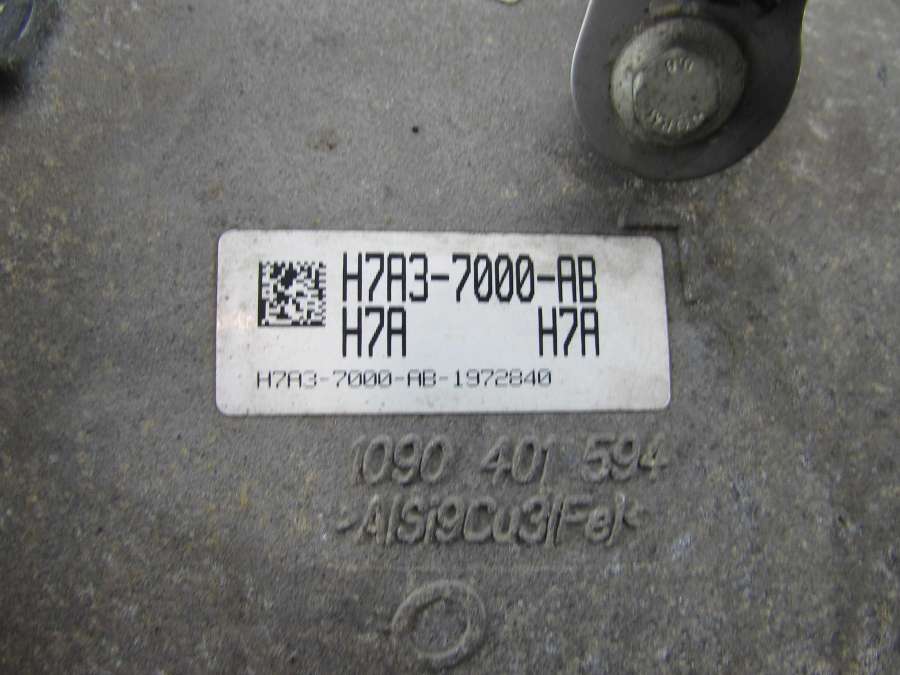 H7A3-7000-AB
H7A H7A
H7A3-7000-AB-1972840
1090 401 594
>AlSi9Cu3(Fe)<